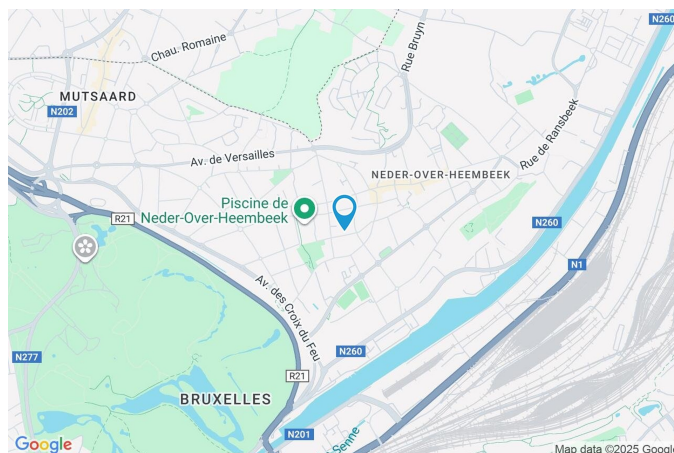 N260
Chau. Romaine
Rue Bruyn
MUTSAARD
N202
Rue de Ransbeek
Av. de Versailles
NEDER-OVER-HEEMBEEK
Piscine de
Neder-Over-Heembeek
R21
N260
N1
Av. des Croix du Feu
N277
N260
R21
BRUXELLES
N201
Senne
Google
Map data ©2025 Google